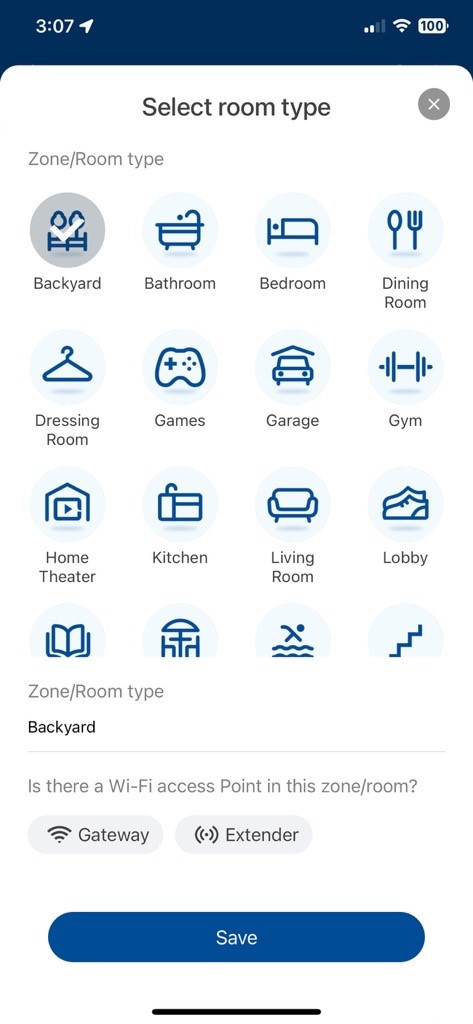 3:07
100
Select room type
Zone/Room type
Backyard
Bathroom
Bedroom
Dining
Room
Dressing
Room
Games
Garage
Gym
Home
Theater
Kitchen
Living
Room
Lobby
Zone/Room type
Backyard
Is there a Wi-Fi access Point in this zone/room?
Gateway
Extender
Save